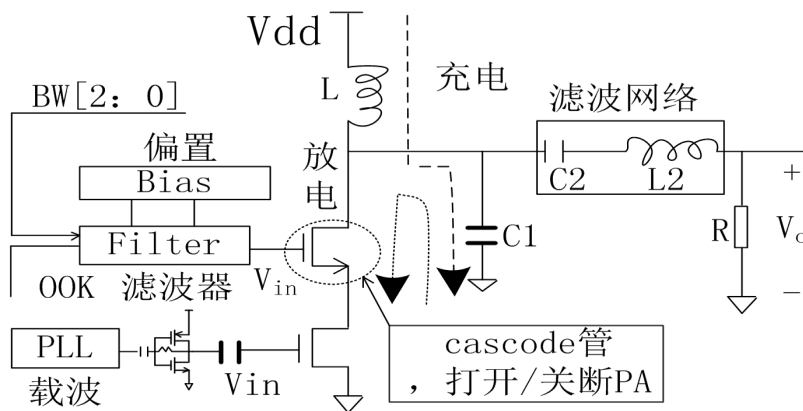 Vdd
BW[2: 0]
L
充电
滤波网络
偏置
Bias
放电
C2
L2
+
Filter
C1
R
V
OOK
滤波器
Vin
−
PLL
载波
Vin
cascode管
，打开/关断PA